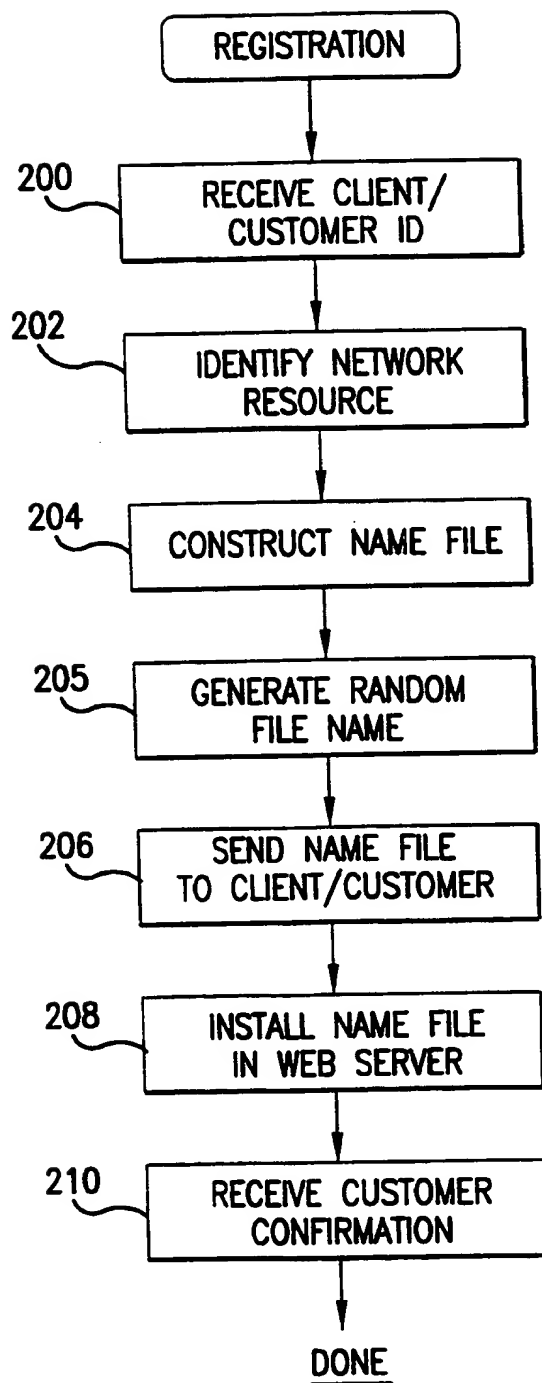 REGISTRATION
200
RECEIVE CLIENT/
CUSTOMER ID
202
IDENTIFY NETWORK
RESOURCE
204
CONSTRUCT NAME FILE
205
GENERATE RANDOM
FILE NAME
206
SEND NAME FILE
TO CLIENT/CUSTOMER
208
INSTALL NAME FILE
IN WEB SERVER
210
RECEIVE CUSTOMER
CONFIRMATION
DONE